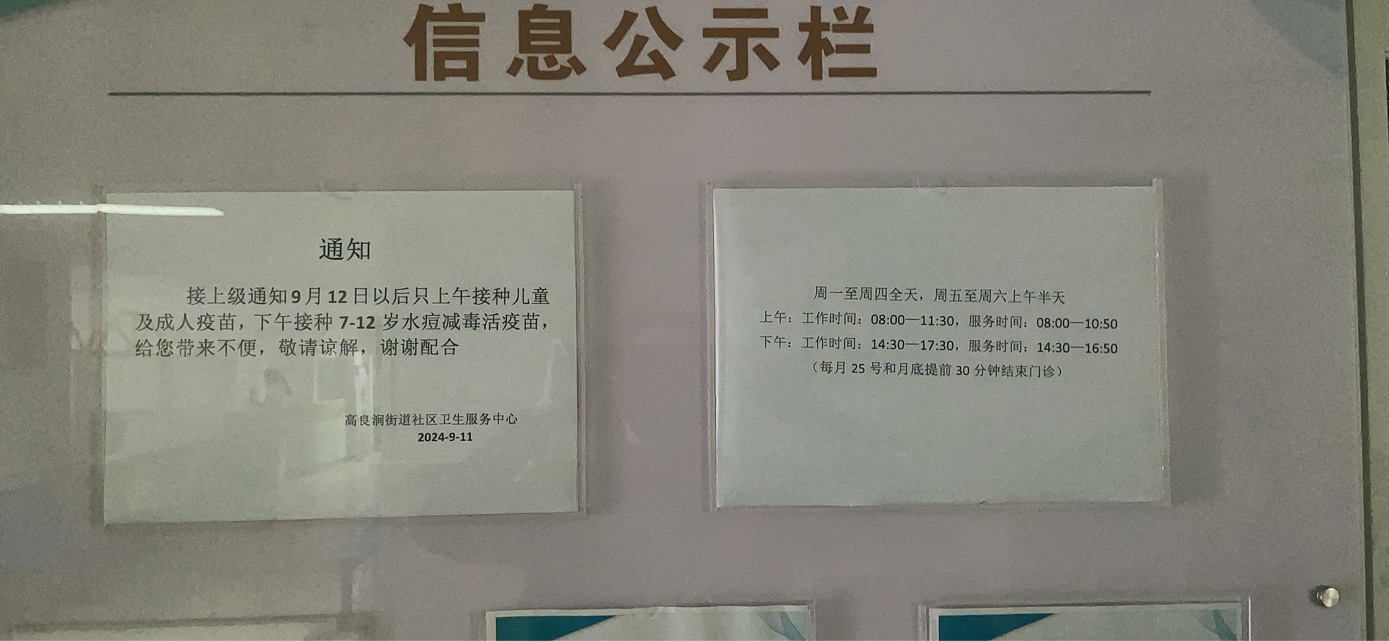 信息公示栏
通知
接上级通知9月12日以后只上午接种儿童
及成人疫苗，下午接种 7-12 岁水痘减毒活疫苗，
给您带来不便，敬请谅解，谢谢配合
高良涧街道社区卫生服务中心
2024-9-11
周一至周四全天，周五至周六上午半天
上午：工作时间：08:00—11:30，服务时间：08:00—10:50
下午：工作时间：14:30—17:30，服务时间：14:30—16:50
（每月 25 号和月底提前 30 分钟结束门诊）